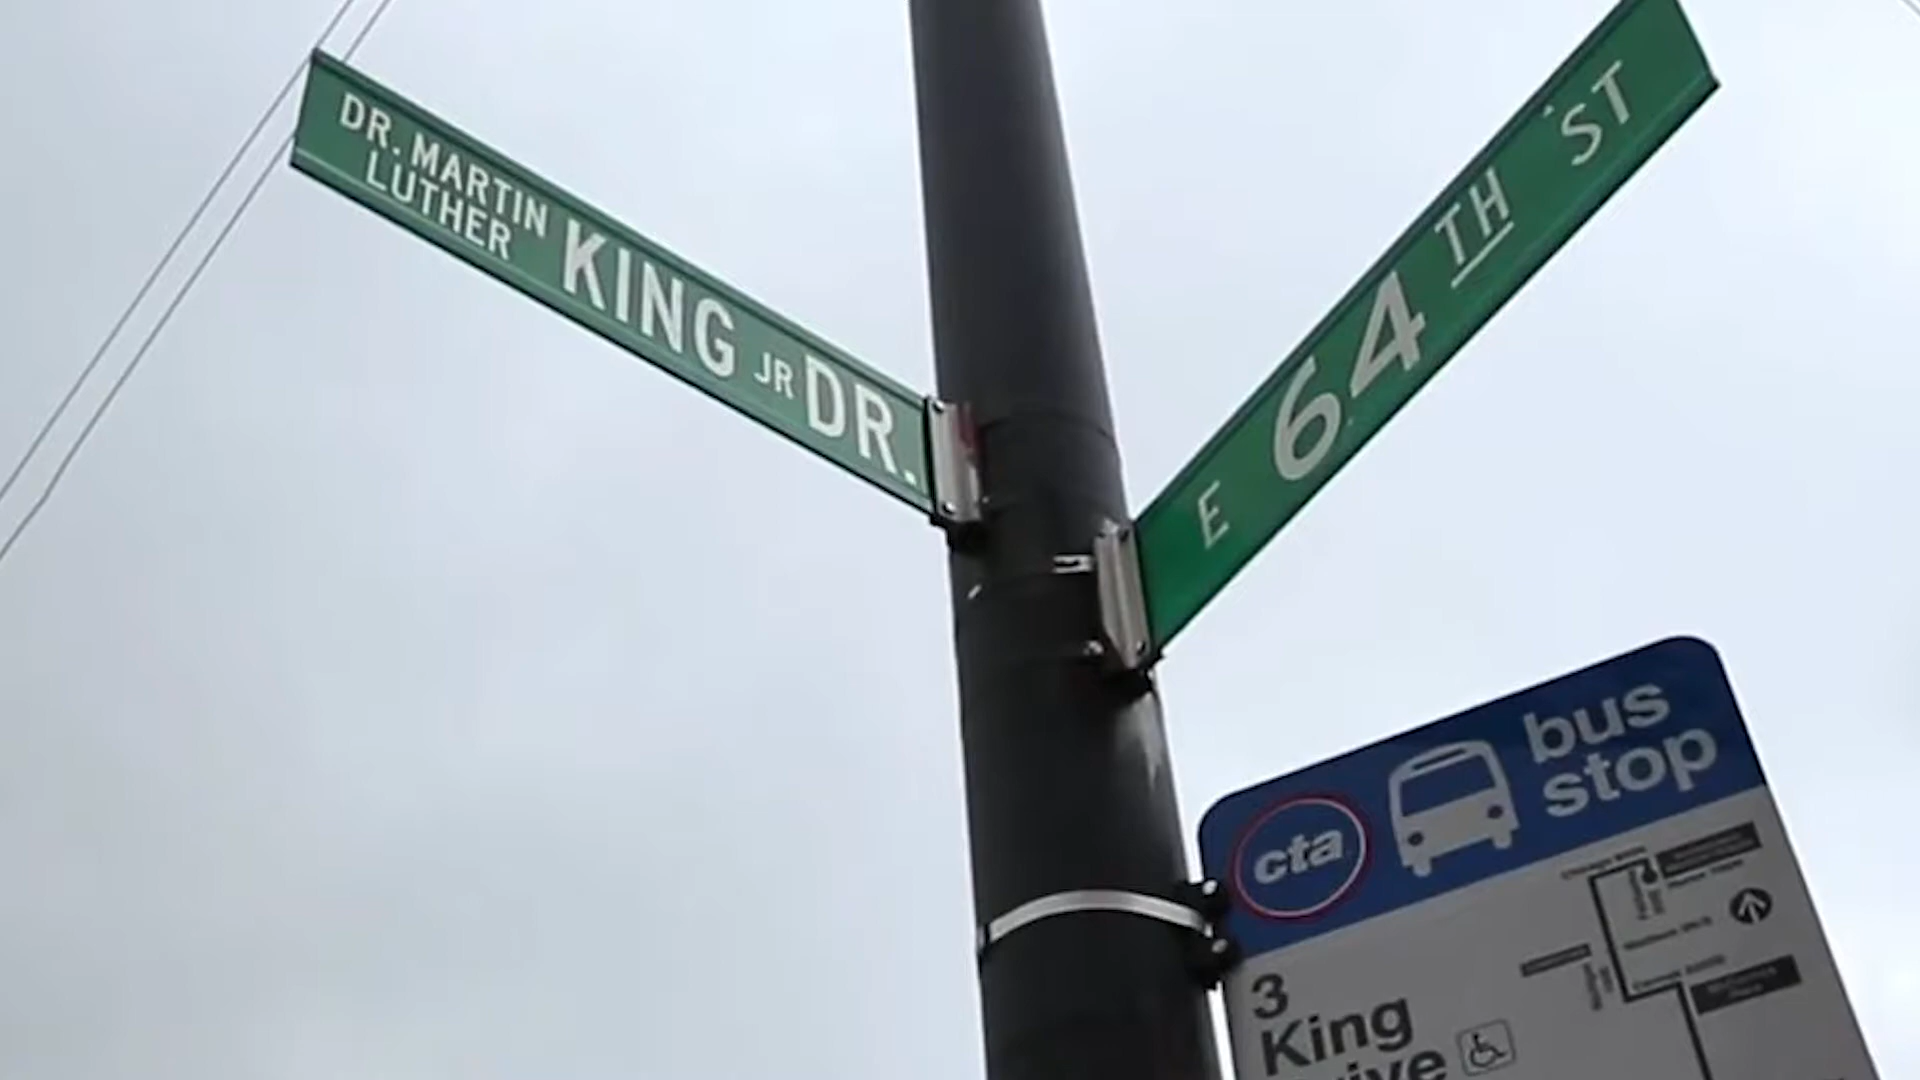 DR. MARTIN
LUTHER
KING JR DR.
E 64TH ST
bus
stop
cta
3
King